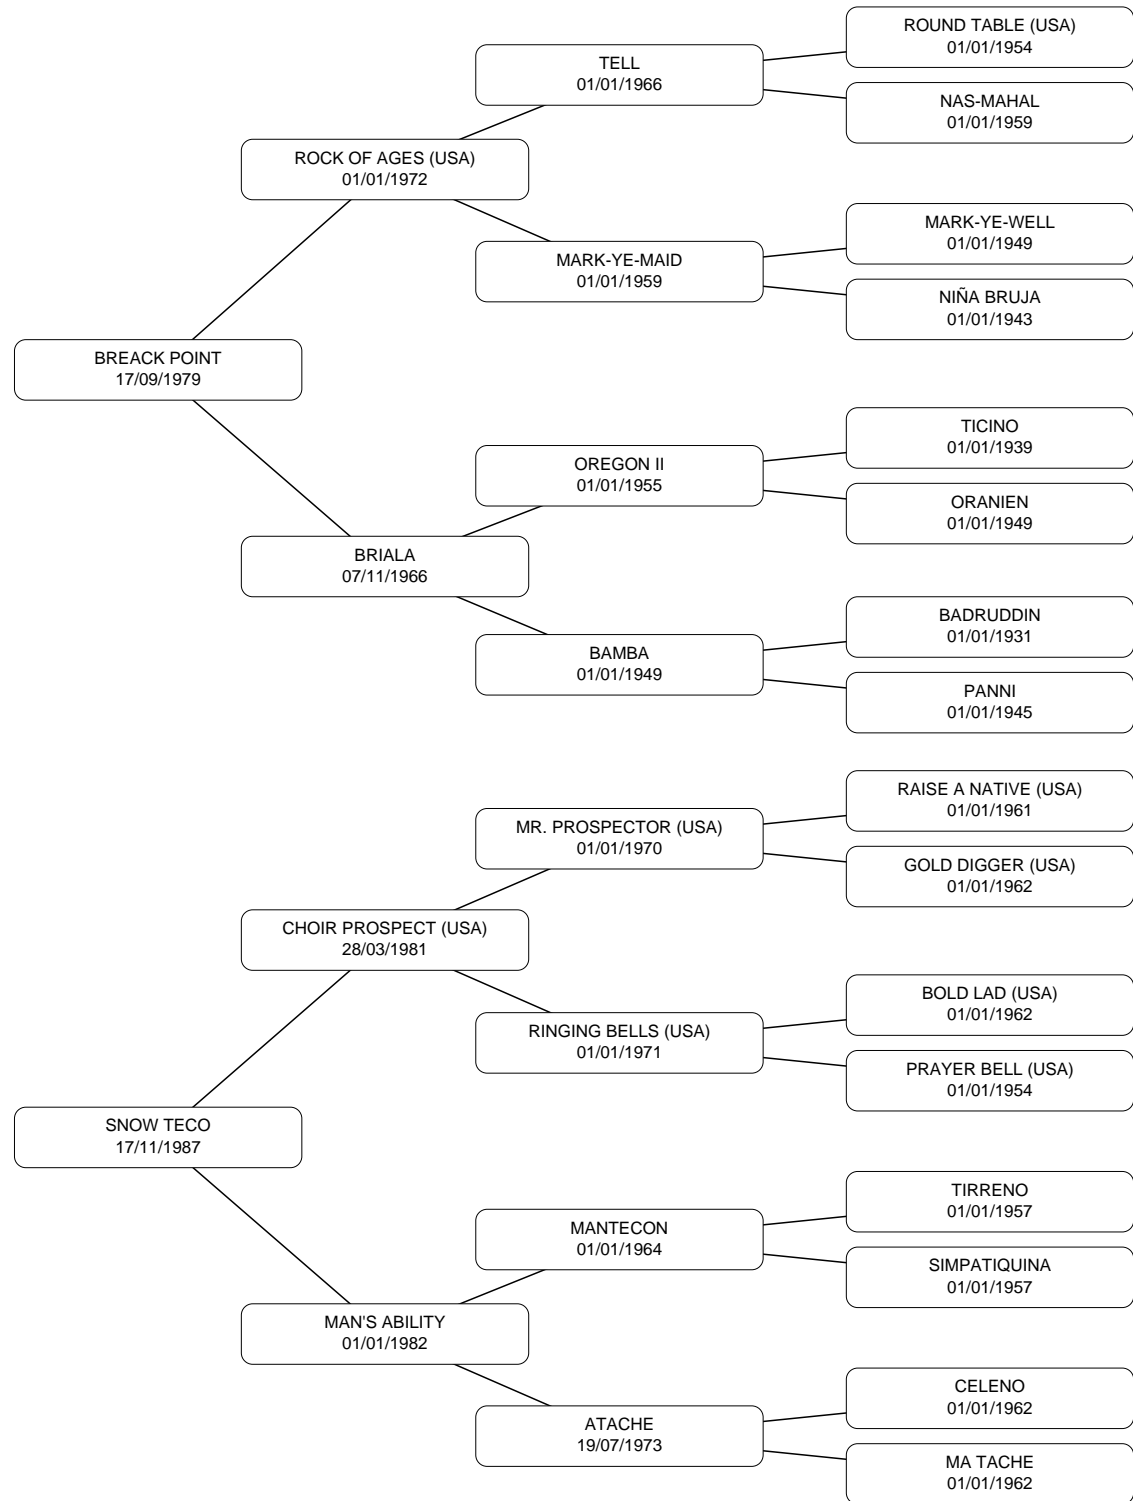 ROUND TABLE (USA)
01/01/1954
TELL
01/01/1966
NAS-MAHAL
01/01/1959
ROCK OF AGES (USA)
01/01/1972
MARK-YE-WELL
01/01/1949
MARK-YE-MAID
01/01/1959
NIÑA BRUJA
01/01/1943
BREACK POINT
17/09/1979
TICINO
01/01/1939
OREGON II
01/01/1955
ORANIEN
01/01/1949
BRIALA
07/11/1966
BADRUDDIN
01/01/1931
BAMBA
01/01/1949
PANNI
01/01/1945
RAISE A NATIVE (USA)
01/01/1961
MR. PROSPECTOR (USA)
01/01/1970
GOLD DIGGER (USA)
01/01/1962
CHOIR PROSPECT (USA)
28/03/1981
BOLD LAD (USA)
01/01/1962
RINGING BELLS (USA)
01/01/1971
PRAYER BELL (USA)
01/01/1954
SNOW TECO
17/11/1987
TIRRENO
01/01/1957
MANTECON
01/01/1964
SIMPATIQUINA
01/01/1957
MAN'S ABILITY
01/01/1982
CELENO
01/01/1962
ATACHE
19/07/1973
MA TACHE
01/01/1962